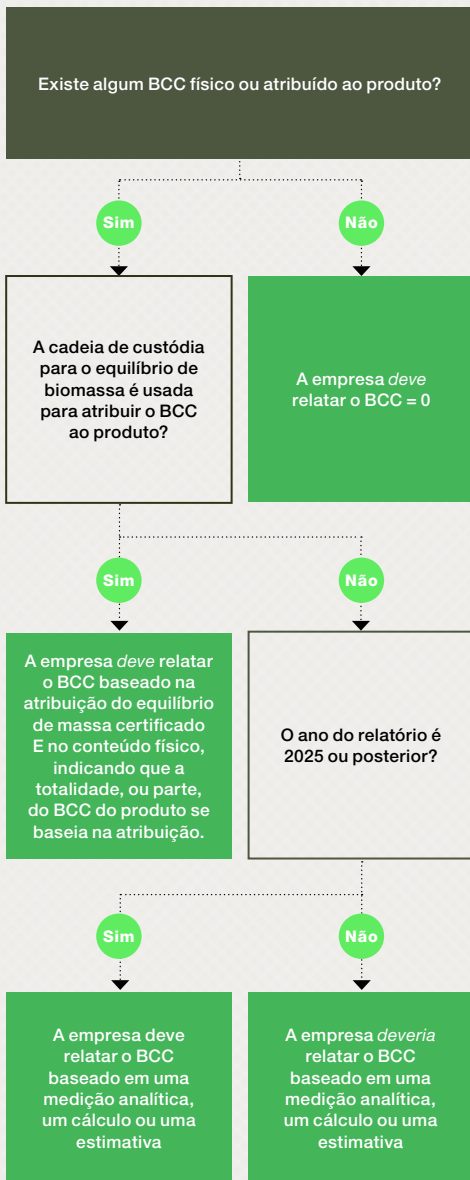 Existe algum BCC físico ou atribuído ao produto?
Sim
Não
A cadeia de custódia
para o equilíbrio de
biomassa é usada
para atribuir o BCC
ao produto?
A empresa deve
relatar o BCC = 0
Sim
Não
A empresa deve relatar
o BCC baseado na
atribuição do equilíbrio
de massa certificado
E no conteúdo físico,
indicando que a
totalidade, ou parte,
do BCC do produto se
baseia na atribuição.
O ano do relatório é
2025 ou posterior?
Sim
Não
A empresa deve
relatar o BCC
baseado em uma
medição analítica,
um cálculo ou uma
estimativa
A empresa deveria
relatar o BCC
baseado em uma
medição analítica,
um cálculo ou uma
estimativa